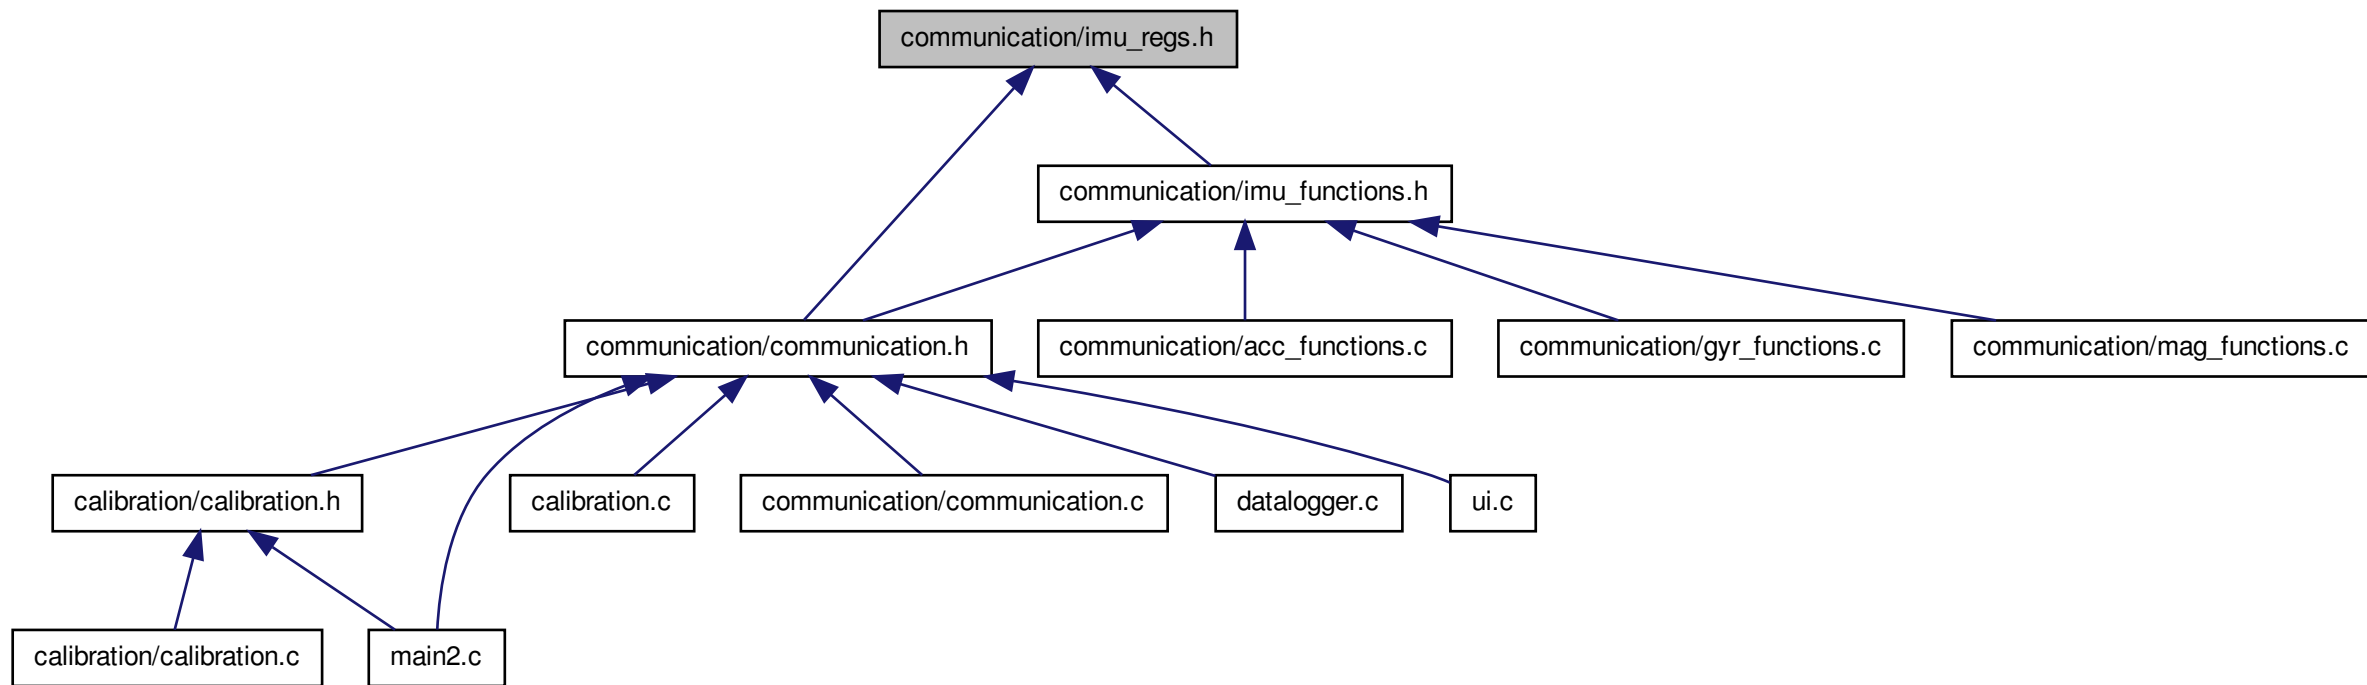 communication/imu_regs.h
communication/imu_functions.h
communication/communication.h
communication/acc_functions.c
communication/gyr_functions.c
communication/mag_functions.c
calibration/calibration.h
calibration.c
communication/communication.c
datalogger.c
ui.c
calibration/calibration.c
main2.c